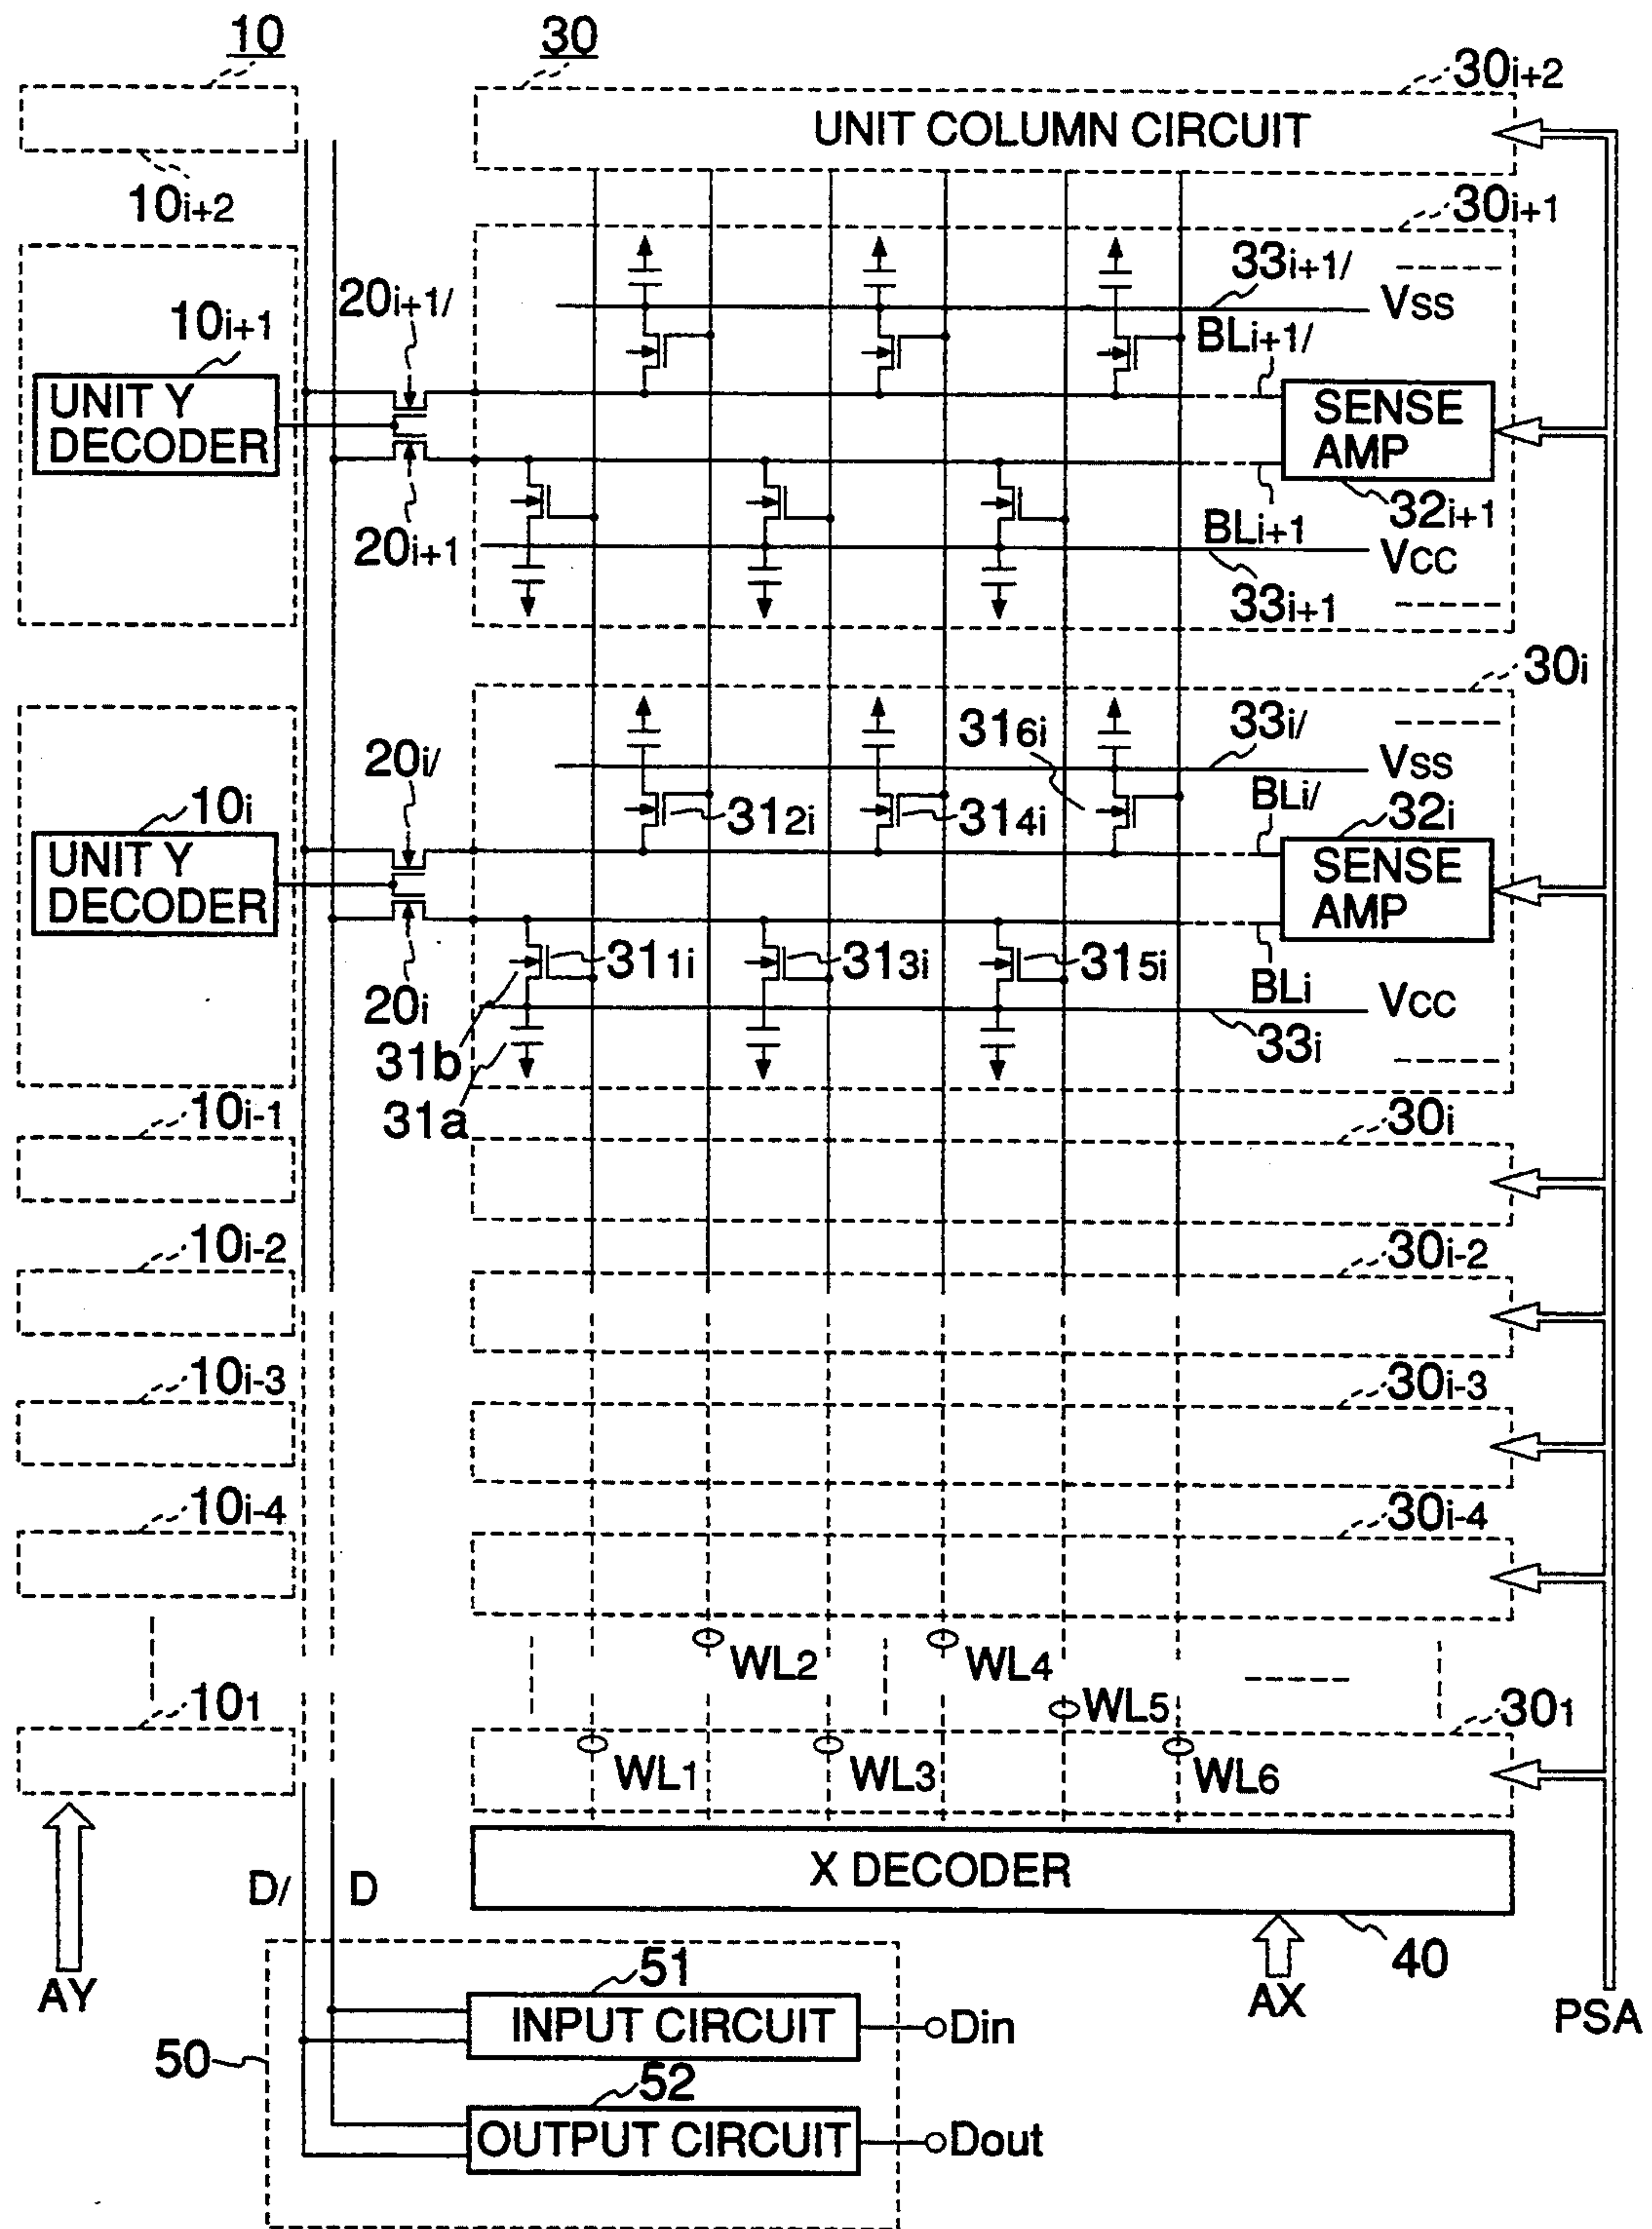 10
30
30i+2
UNIT COLUMN CIRCUIT
10i+2
30i+1
33i+1/
VSS
20i+1/
10i+1
BLi+1/
UNIT Y
DECODER
SENSE
AMP
32i+1
20i+1
BLi+1
VCC
33i+1
30i
33i/
316i
VSS
20i/
BLi/
32i
10i
312i
314i
UNIT Y
DECODER
SENSE
AMP
311i
313i
315i
BLi
VCC
20i
33i
31b
31a
10i-1
30i
10i-2
30i-2
10i-3
30i-3
10i-4
30i-4
WL2
WL4
WL5
101
301
WL1
WL3
WL6
X DECODER
D/
D
40
AY
AX
PSA
51
INPUT CIRCUIT
Din
50
52
OUTPUT CIRCUIT
Dout